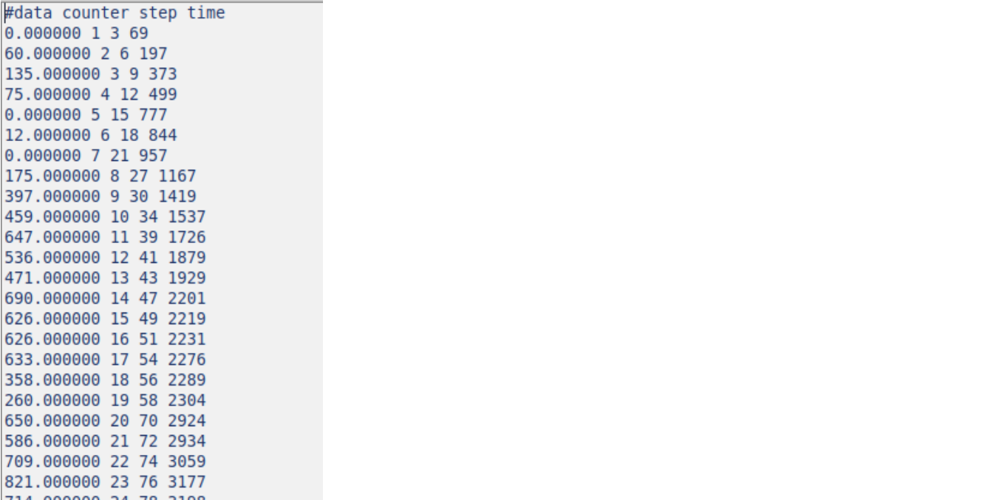 #data counter step time
0.000000 1 3 69
60.000000 2 6 197
135.000000 3 9 373
75.000000 4 12 499
0.000000 5 15 777
12.000000 6 18 844
0.000000 7 21 957
175.000000 8 27 1167
397.000000 9 30 1419
459.000000 10 34 1537
647.000000 11 39 1726
536.000000 12 41 1879
471.000000 13 43 1929
690.000000 14 47 2201
626.000000 15 49 2219
626.000000 16 51 2231
633.000000 17 54 2276
358.000000 18 56 2289
260.000000 19 58 2304
650.000000 20 70 2924
586.000000 21 72 2934
709.000000 22 74 3059
821.000000 23 76 3177